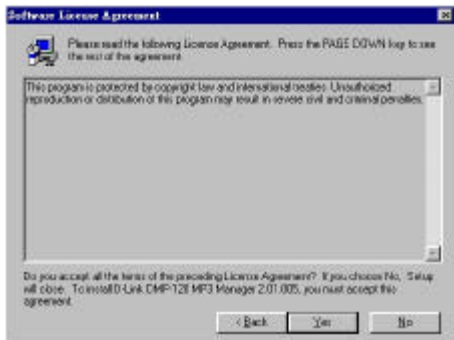 Software License Agreement
Please read the following License Agreement. Press the PAGE DOWN key to see
the rest of the agreement.
This program is protected by copyright law and international treaties. Unauthorized
reproduction or distribution of this program may result in severe civil and criminal penalties.
Do you accept all the terms of the preceding License Agreement? If you choose No, Setup
will close. To install D-Link DMP-120 MP3 Manager 2.01.005, you must accept this
agreement.
< Back
Yes
No